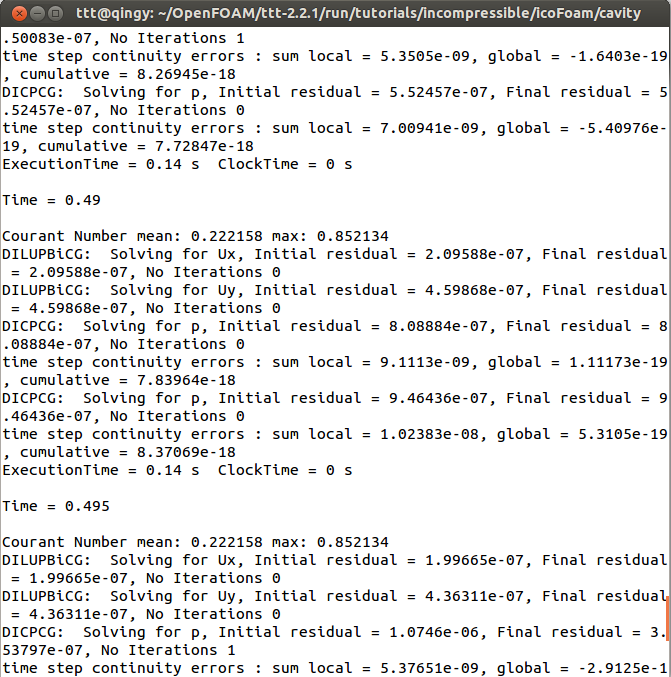 ttt@qingy: ~/OpenFOAM/ttt-2.2.1/run/tutorials/incompressible/icoFoam/cavity
.50083e-07, No Iterations 1
time step continuity errors : sum local = 5.3505e-09, global = -1.6403e-19
, cumulative = 8.26945e-18
DICPCG:  Solving for p, Initial residual = 5.52457e-07, Final residual = 5
.52457e-07, No Iterations 0
time step continuity errors : sum local = 7.00941e-09, global = -5.40976e-
19, cumulative = 7.72847e-18
ExecutionTime = 0.14 s  ClockTime = 0 s
Time = 0.49
Courant Number mean: 0.222158 max: 0.852134
DILUPBiCG:  Solving for Ux, Initial residual = 2.09588e-07, Final residual
 = 2.09588e-07, No Iterations 0
DILUPBiCG:  Solving for Uy, Initial residual = 4.59868e-07, Final residual
 = 4.59868e-07, No Iterations 0
DICPCG:  Solving for p, Initial residual = 8.08884e-07, Final residual = 8
.08884e-07, No Iterations 0
time step continuity errors : sum local = 9.1113e-09, global = 1.11173e-19
, cumulative = 7.83964e-18
DICPCG:  Solving for p, Initial residual = 9.46436e-07, Final residual = 9
.46436e-07, No Iterations 0
time step continuity errors : sum local = 1.02383e-08, global = 5.3105e-19
, cumulative = 8.37069e-18
ExecutionTime = 0.14 s  ClockTime = 0 s
Time = 0.495
Courant Number mean: 0.222158 max: 0.852134
DILUPBiCG:  Solving for Ux, Initial residual = 1.99665e-07, Final residual
 = 1.99665e-07, No Iterations 0
DILUPBiCG:  Solving for Uy, Initial residual = 4.36311e-07, Final residual
 = 4.36311e-07, No Iterations 0
DICPCG:  Solving for p, Initial residual = 1.0746e-06, Final residual = 3.
53797e-07, No Iterations 1
time step continuity errors : sum local = 5.37651e-09, global = -2.9125e-1